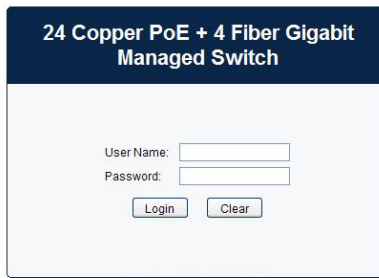 24 Copper PoE + 4 Fiber Gigabit
Managed Switch
User Name:
Password:
Login Clear